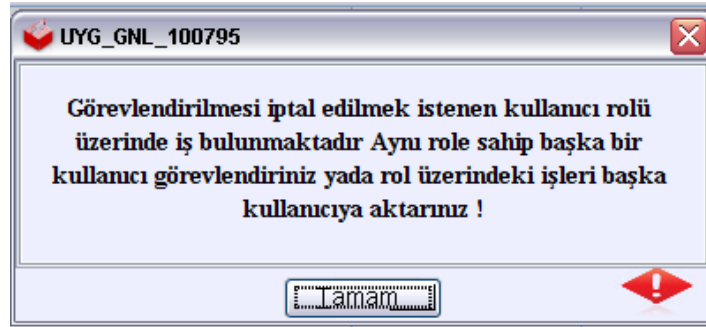 UYG_GNL_100795
Görevlendirilmesi iptal edilmek istenen kullanıcı rolü
üzerinde iş bulunmaktadır Aynı role sahip başka bir
kullanıcı görevlendiriniz yada rol üzerindeki işleri başka
kullanıcıya aktarınız !
Tamam